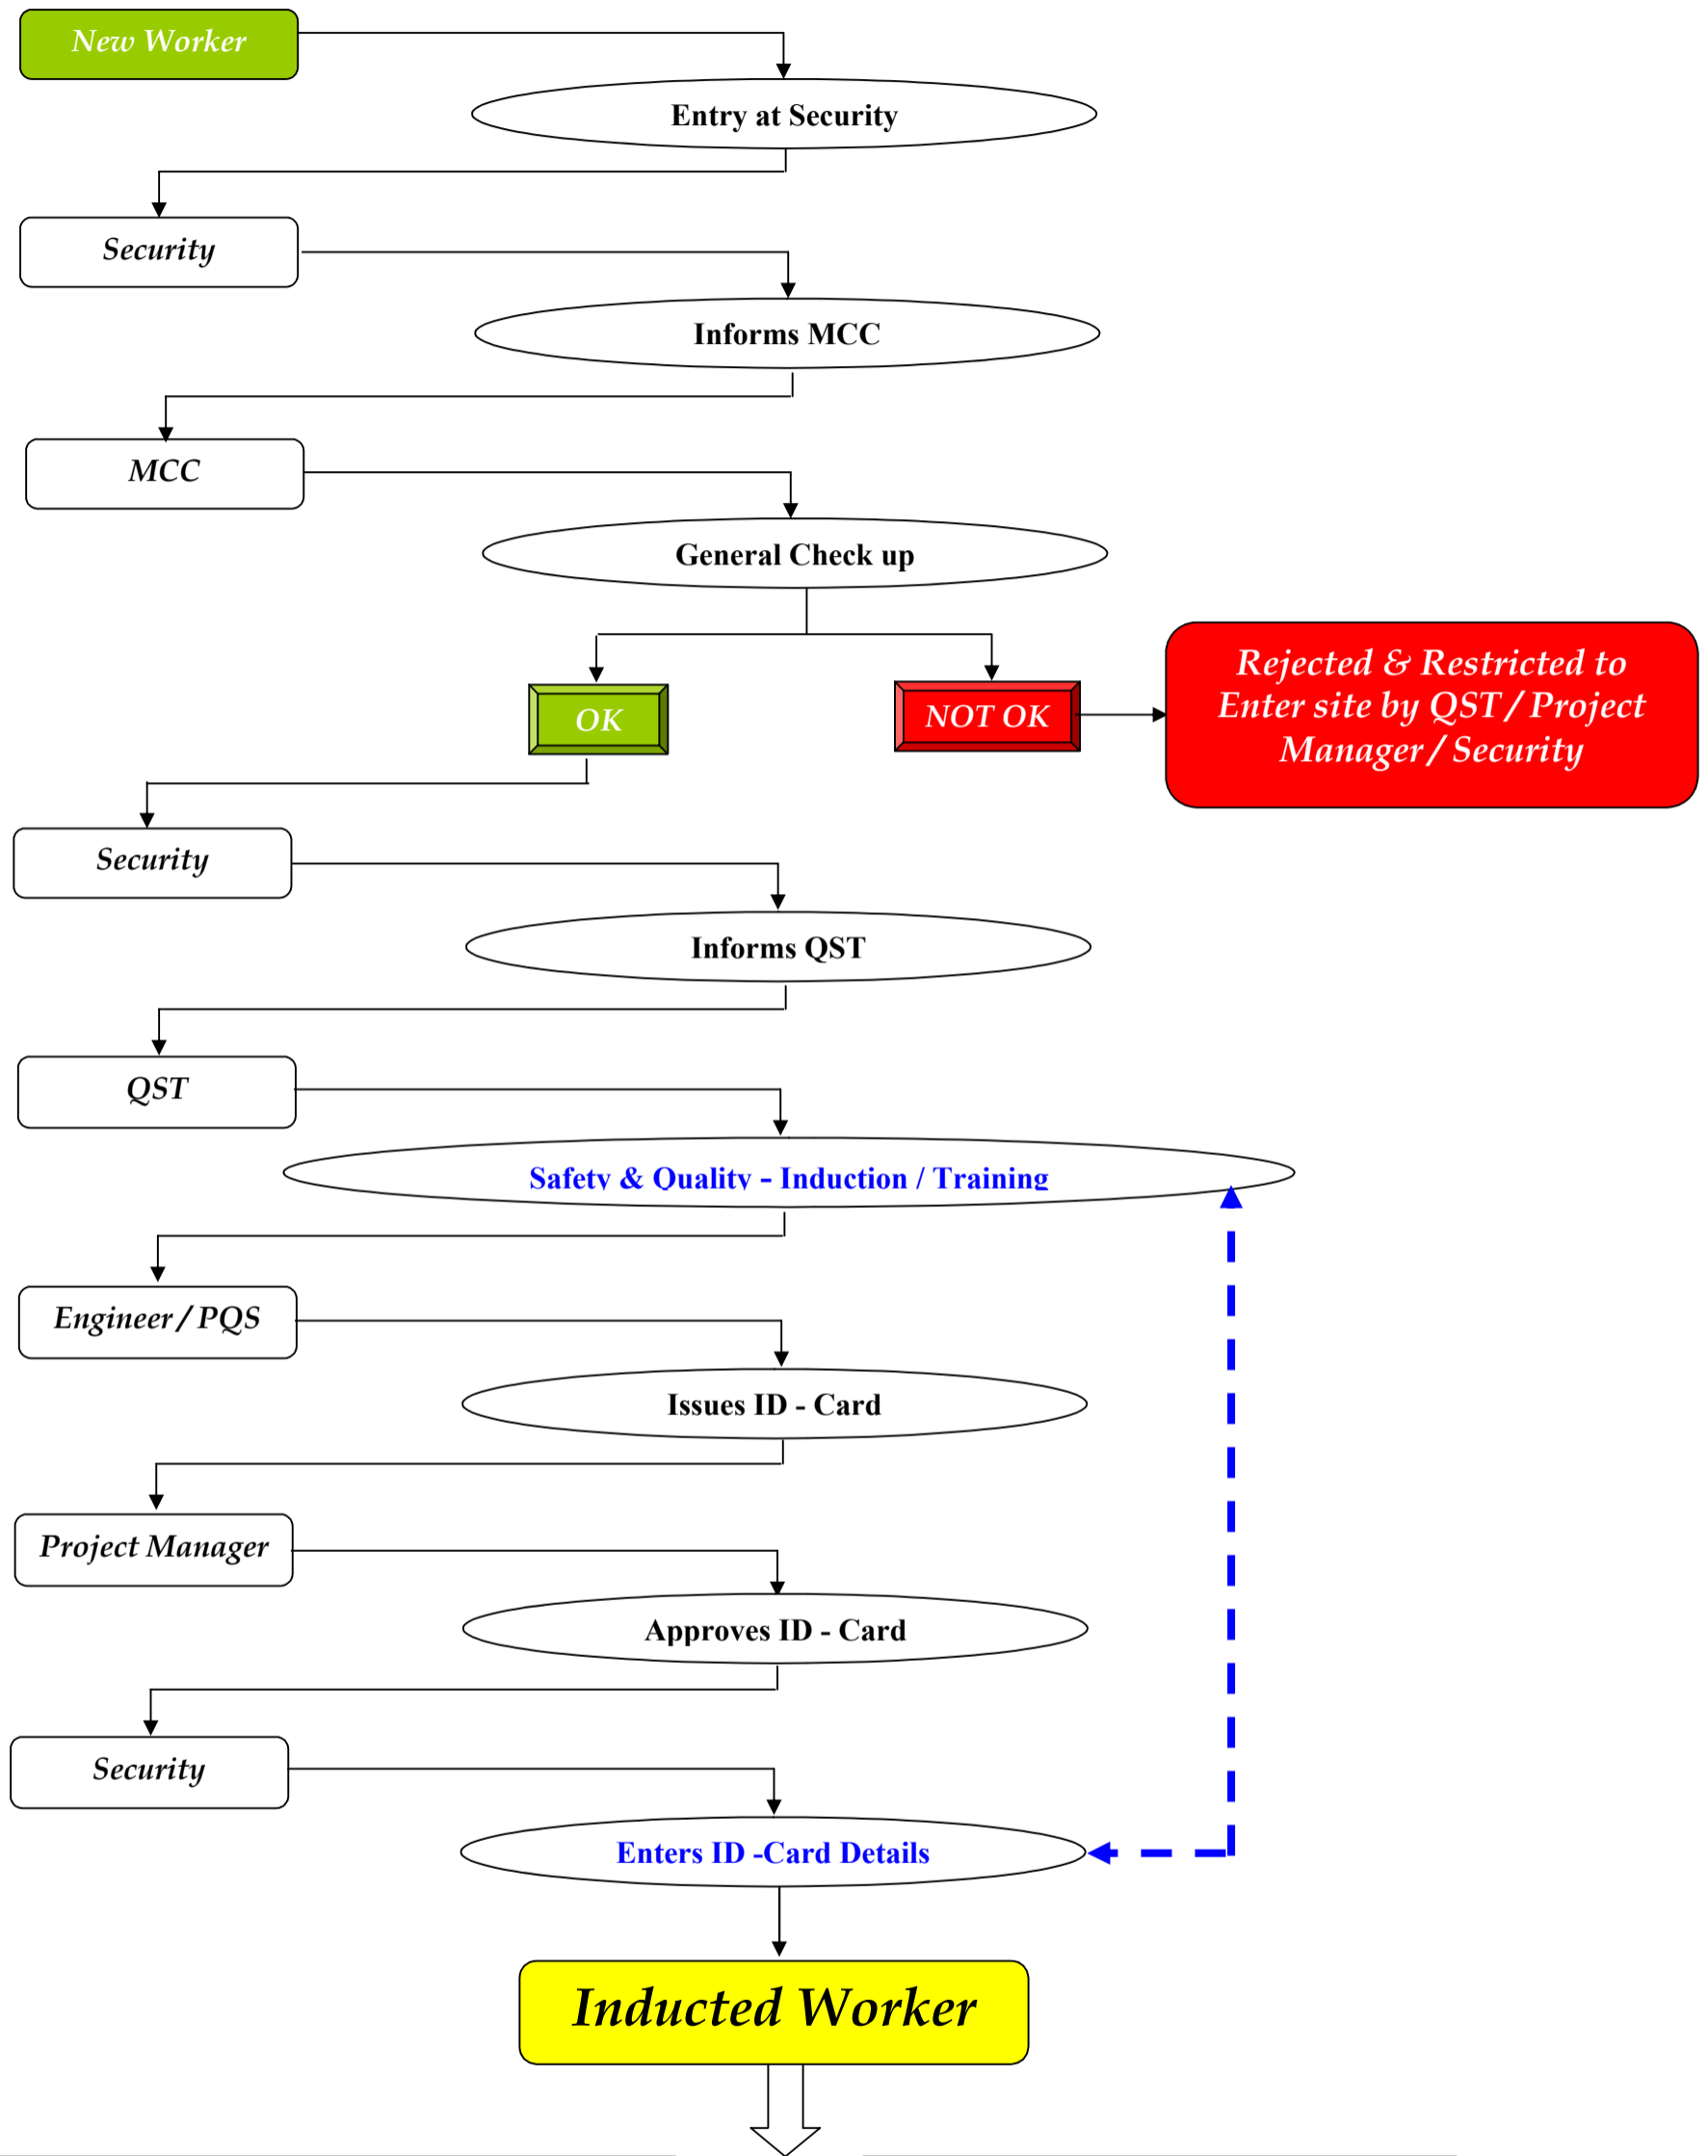 New Worker
Entry at Security
Security
Informs MCC
MCC
General Check up
OK
NOT OK
Rejected & Restricted to
Enter site by QST / Project
Manager / Security
Security
Informs QST
QST
Safety & Quality - Induction / Training
Engineer / PQS
Issues ID - Card
Project Manager
Approves ID - Card
Security
Enters ID -Card Details
Inducted Worker